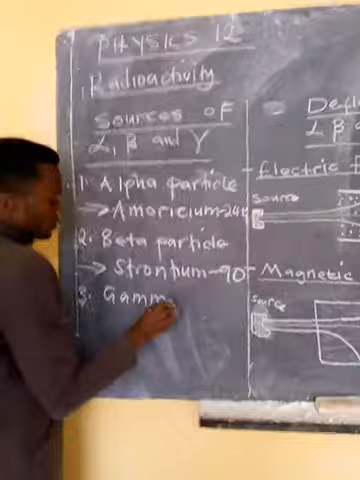 PHYSICS 12
Radioactivity
Sources OF
α, β and γ
1. Alpha particle
→ Americium-241
2. Beta particle
→ Strontium-90
3. Gamm
Defle
α β a
- Electric f
Source
- Magnetic
Source